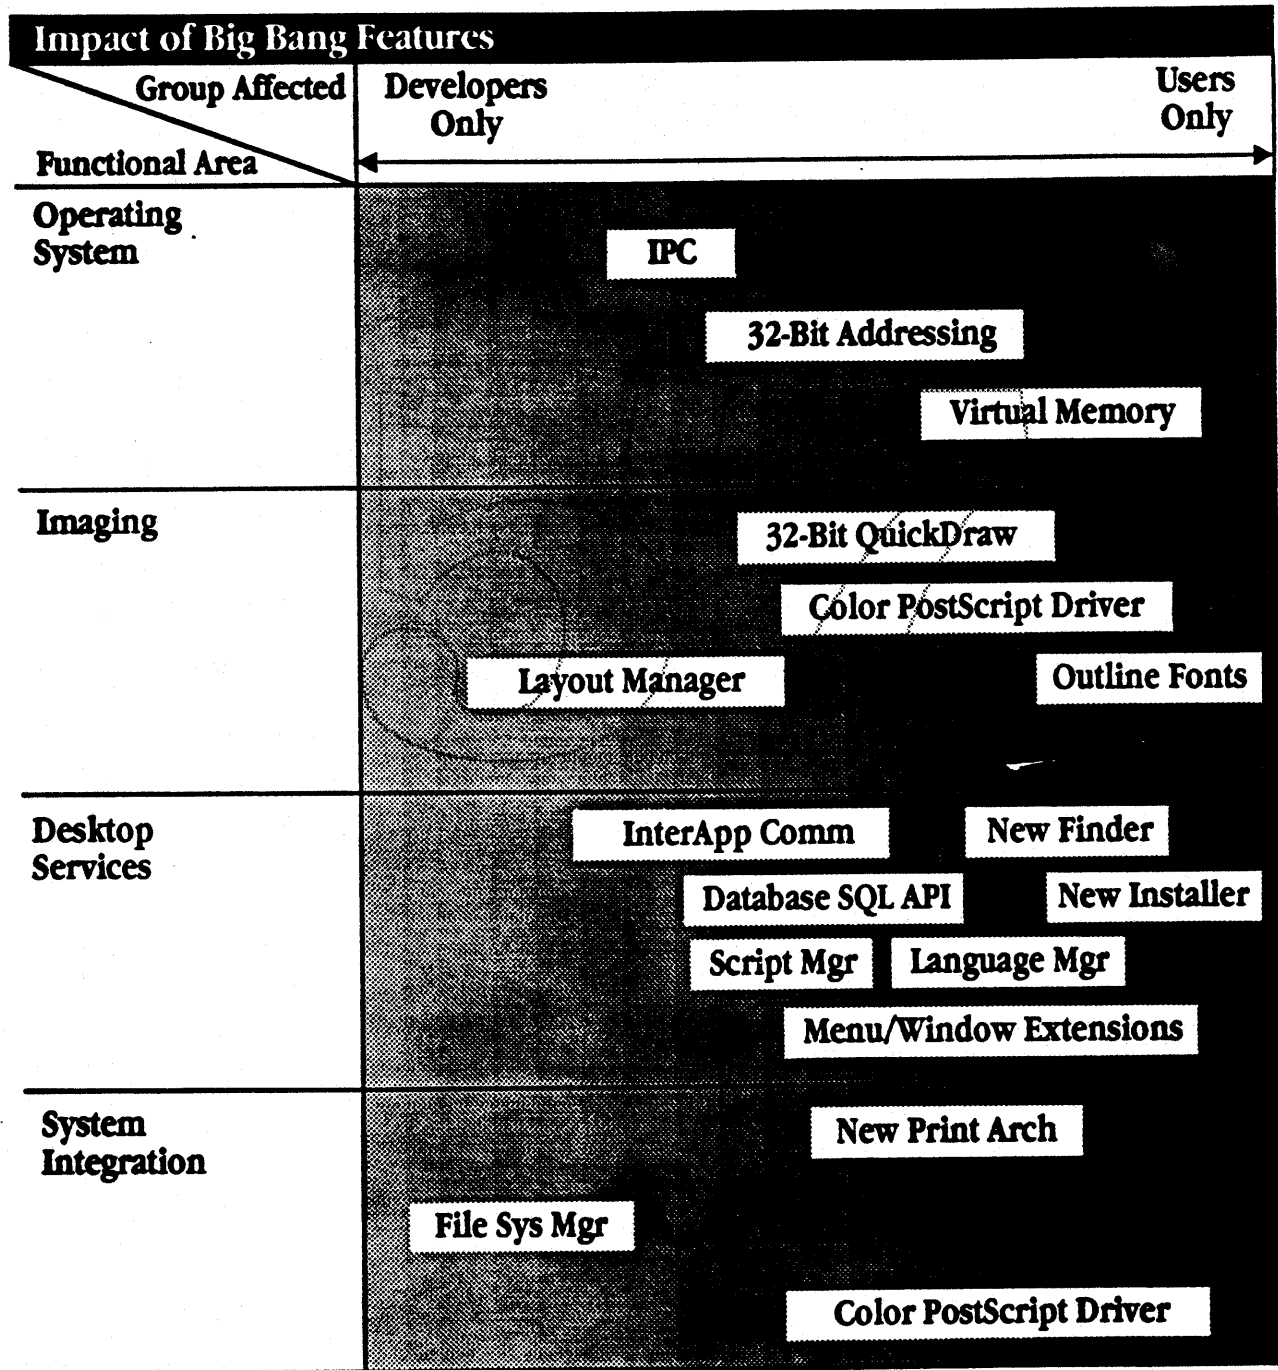 Impact of Big Bang Features
Group Affected
Functional Area
Developers
Only
Users
Only
Operating
System
IPC
32-Bit Addressing
Virtual Memory
Imaging
32-Bit QuickDraw
Color PostScript Driver
Layout Manager
Outline Fonts
Desktop
Services
InterApp Comm
New Finder
Database SQL API
New Installer
Script Mgr
Language Mgr
Menu/Window Extensions
System
Integration
New Print Arch
File Sys Mgr
Color PostScript Driver